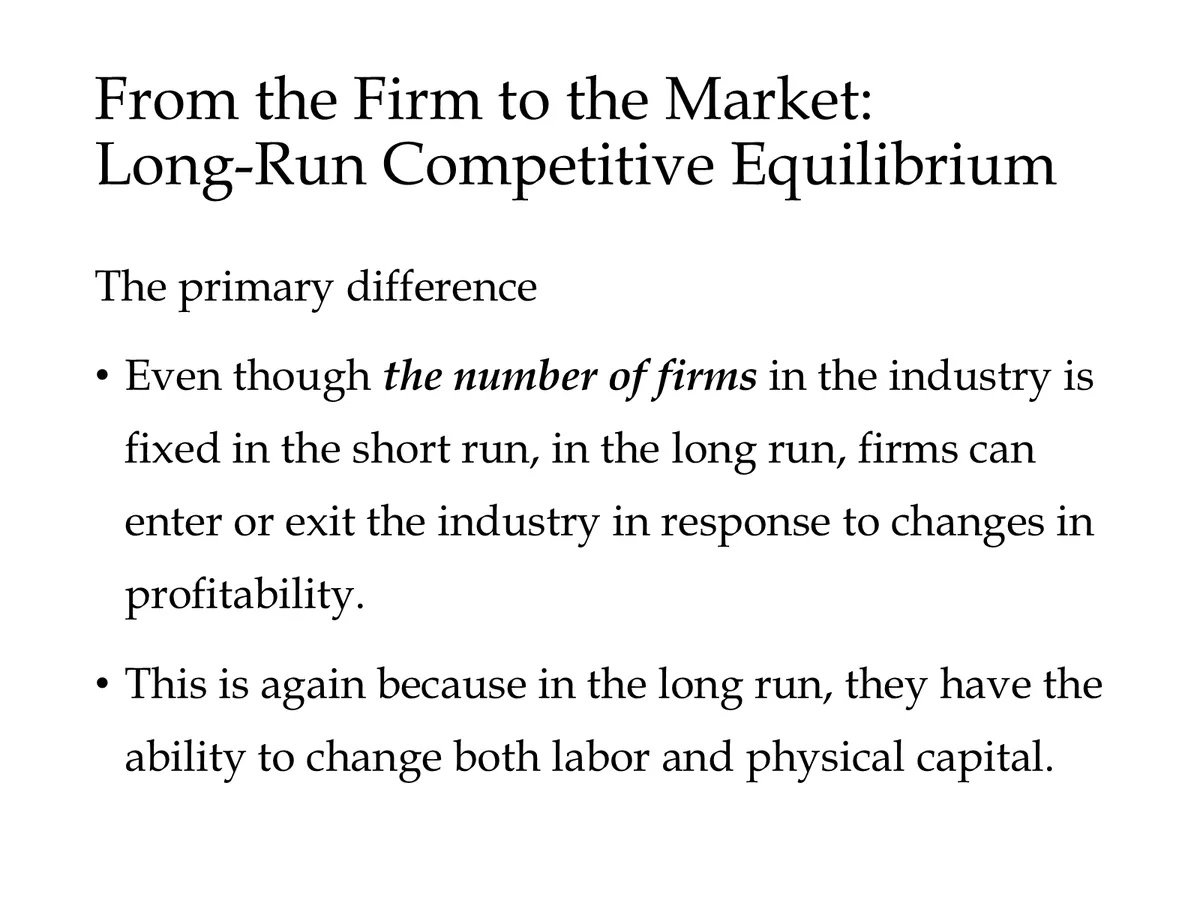 From the Firm to the Market:
Long-Run Competitive Equilibrium
The primary difference
• Even though the number of firms in the industry is
fixed in the short run, in the long run, firms can
enter or exit the industry in response to changes in
profitability.
• This is again because in the long run, they have the
ability to change both labor and physical capital.